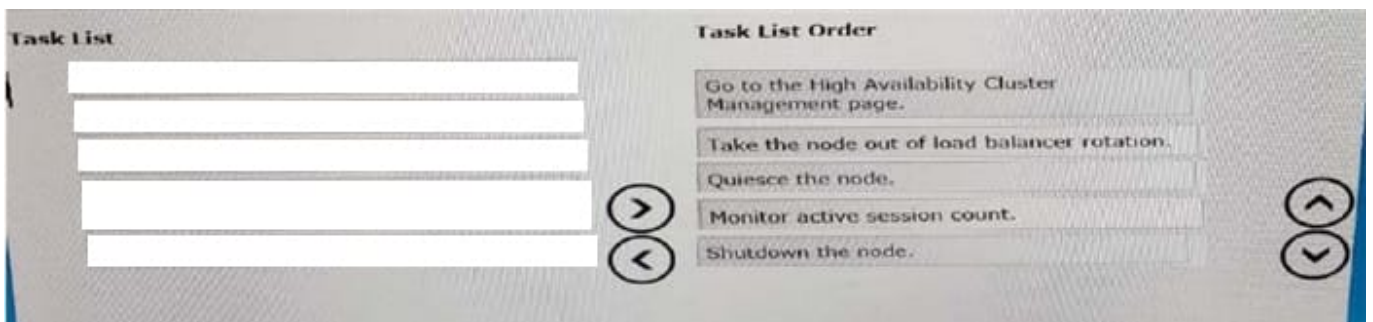 Task List
Task List Order
Go to the High Availability Cluster
Management page.
Take the node out of load balancer rotation.
Quiesce the node.
Monitor active session count.
Shutdown the node.